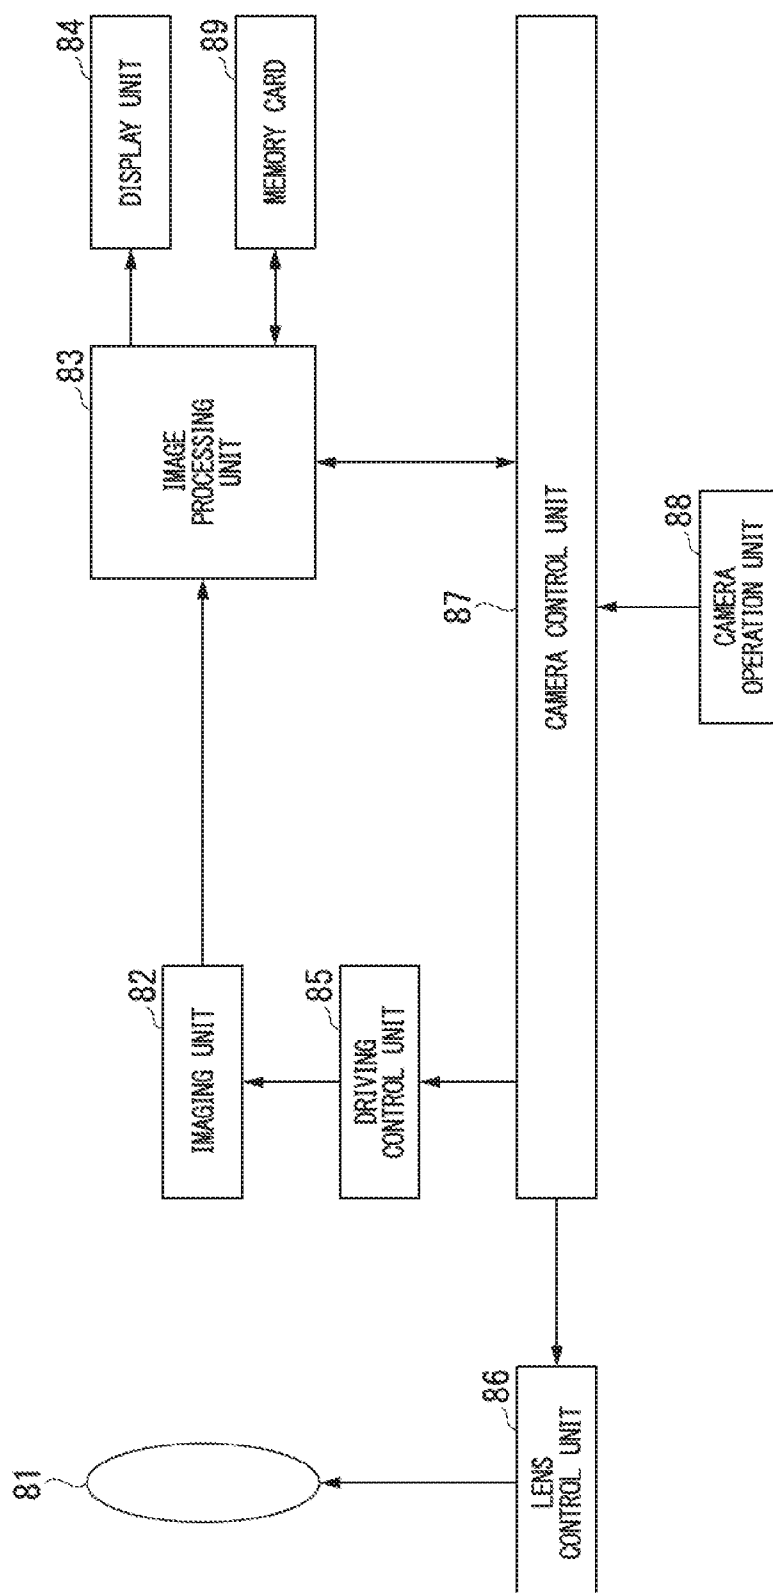 81
82
83
84
IMAGING UNIT
IMAGE
PROCESSING
UNIT
DISPLAY UNIT
85
89
DRIVING
CONTROL UNIT
MEMORY CARD
86
87
LENS
CONTROL UNIT
CAMERA CONTROL UNIT
88
CAMERA
OPERATION UNIT